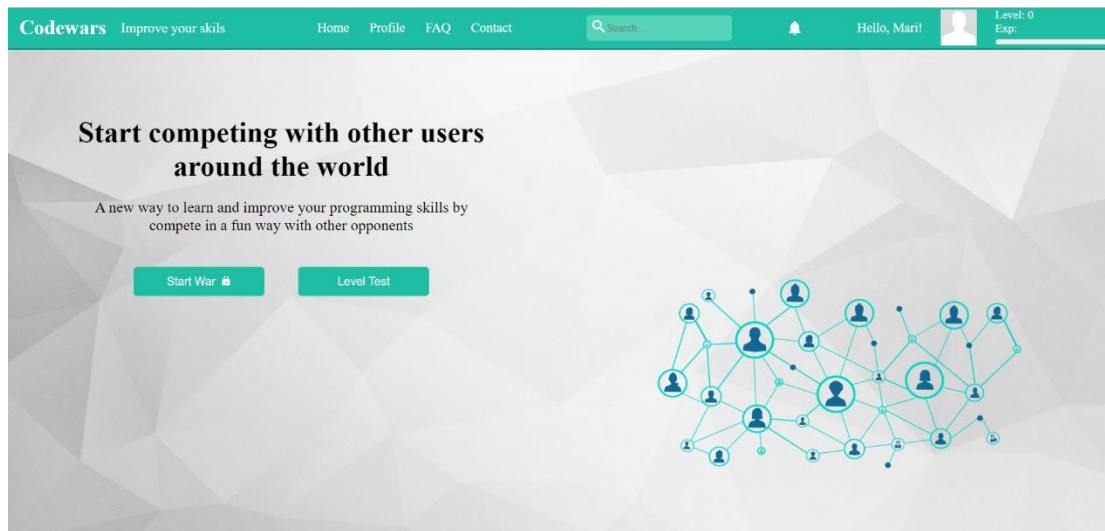 Codewars Improve your skils Home Profile FAQ Contact Search... Hello, Mari! Level: 0
Exp:
Start competing with other users
around the world
A new way to learn and improve your programming skills by
compete in a fun way with other opponents
Start War Level Test